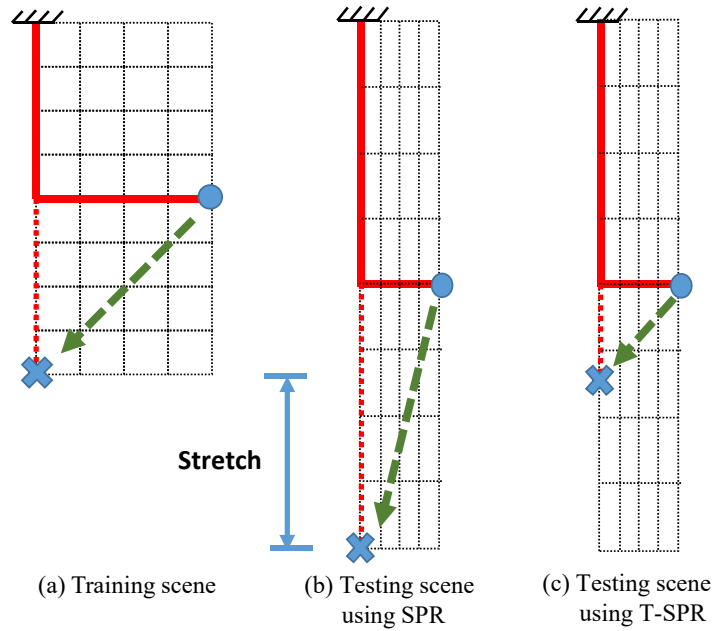 Stretch
(a) Training scene
(b) Testing scene
using SPR
(c) Testing scene
using T-SPR